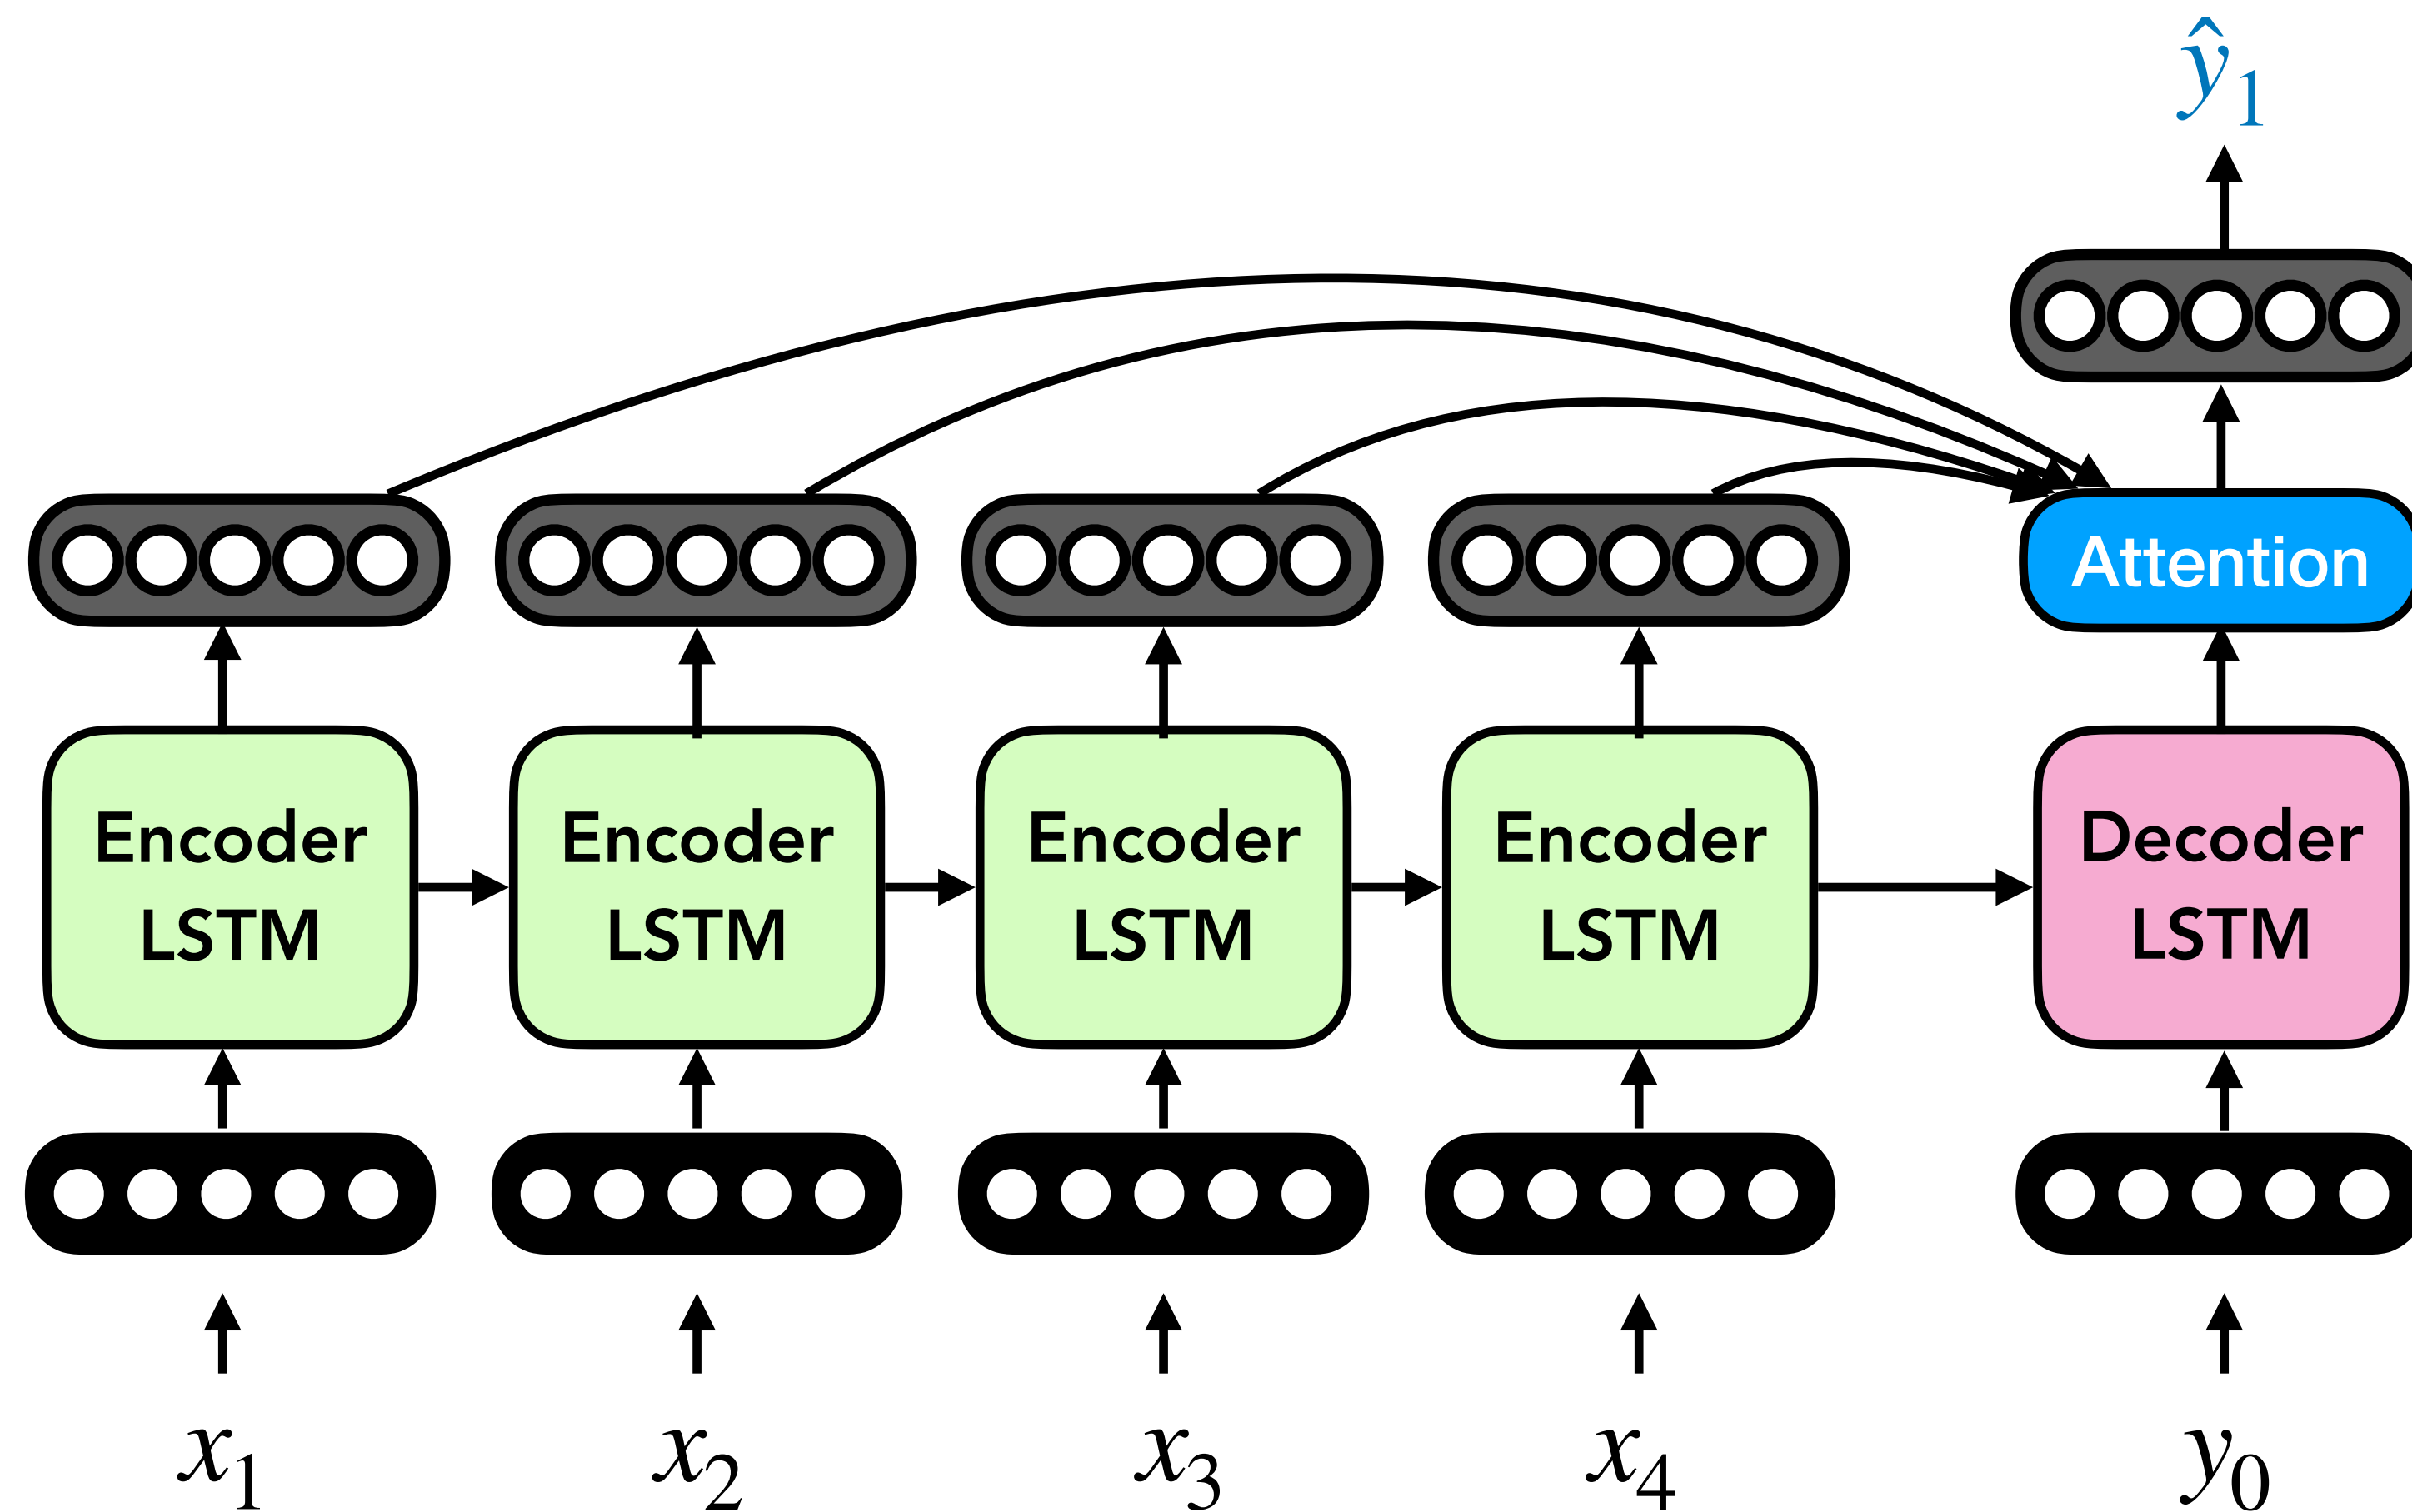 ŷ₁
Attention
Encoder
LSTM
Encoder
LSTM
Encoder
LSTM
Encoder
LSTM
Decoder
LSTM
x₁
x₂
x₃
x₄
y₀